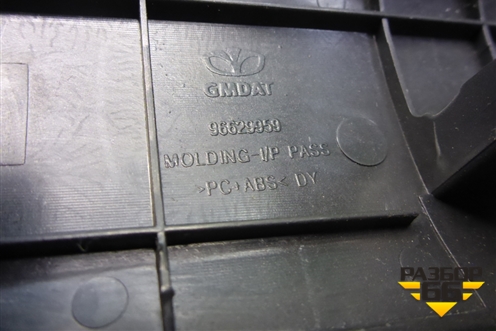 GMDAT
96629959
MOLDING-I/P PASS
>PC+ABS< DY
РАЗБОР
66